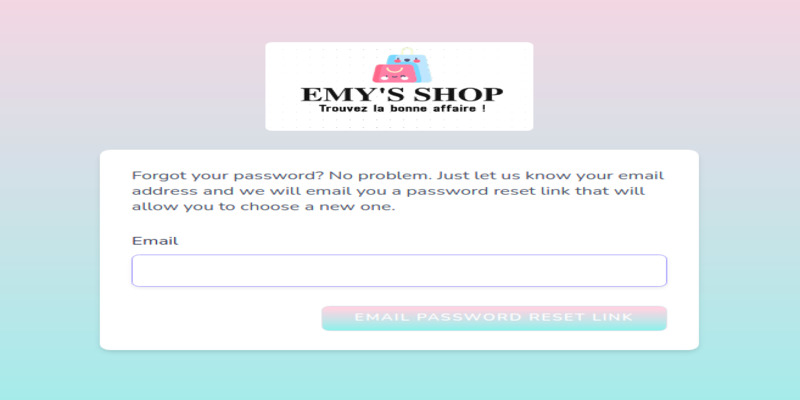 EMY'S SHOP
Trouvez la bonne affaire !
Forgot your password? No problem. Just let us know your email
address and we will email you a password reset link that will
allow you to choose a new one.
Email
EMAIL PASSWORD RESET LINK